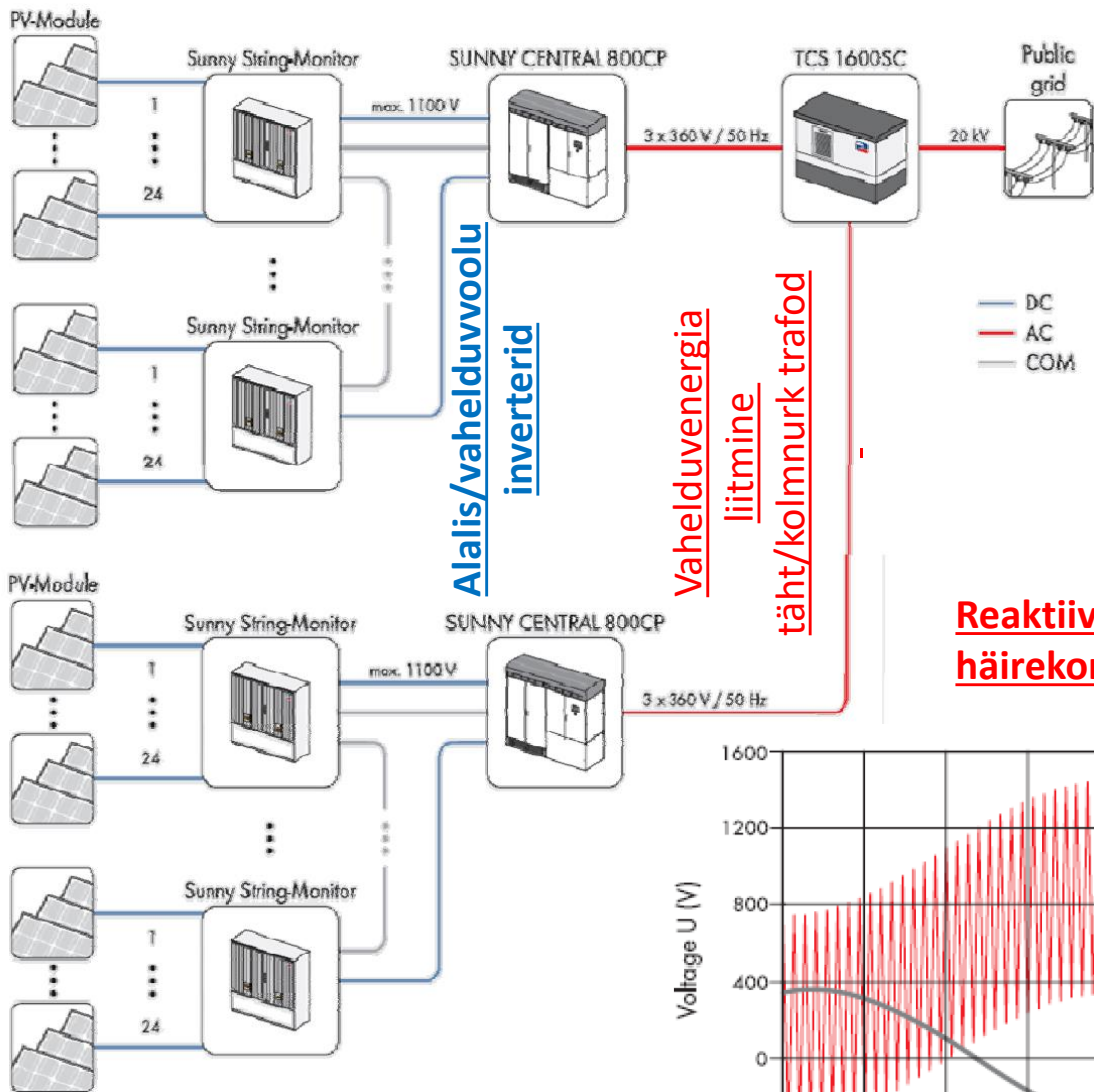 PV-Module
Sunny String-Monitor
SUNNY CENTRAL 800CP
TCS 1600SC
Public
grid
1
24
max. 1100 V
3 x 360 V / 50 Hz
20 kV
Sunny String-Monitor
1
24
DC
AC
COM
Alalis/vahelduvvoolu
inverterid
Vahelduvenergia
liitmine
täht/kolmnurk trafod
PV-Module
Sunny String-Monitor
SUNNY CENTRAL 800CP
1
24
max. 1100 V
3 x 360 V / 50 Hz
Sunny String-Monitor
1
24
Voltage U (V)
1600
1200
800
400
0